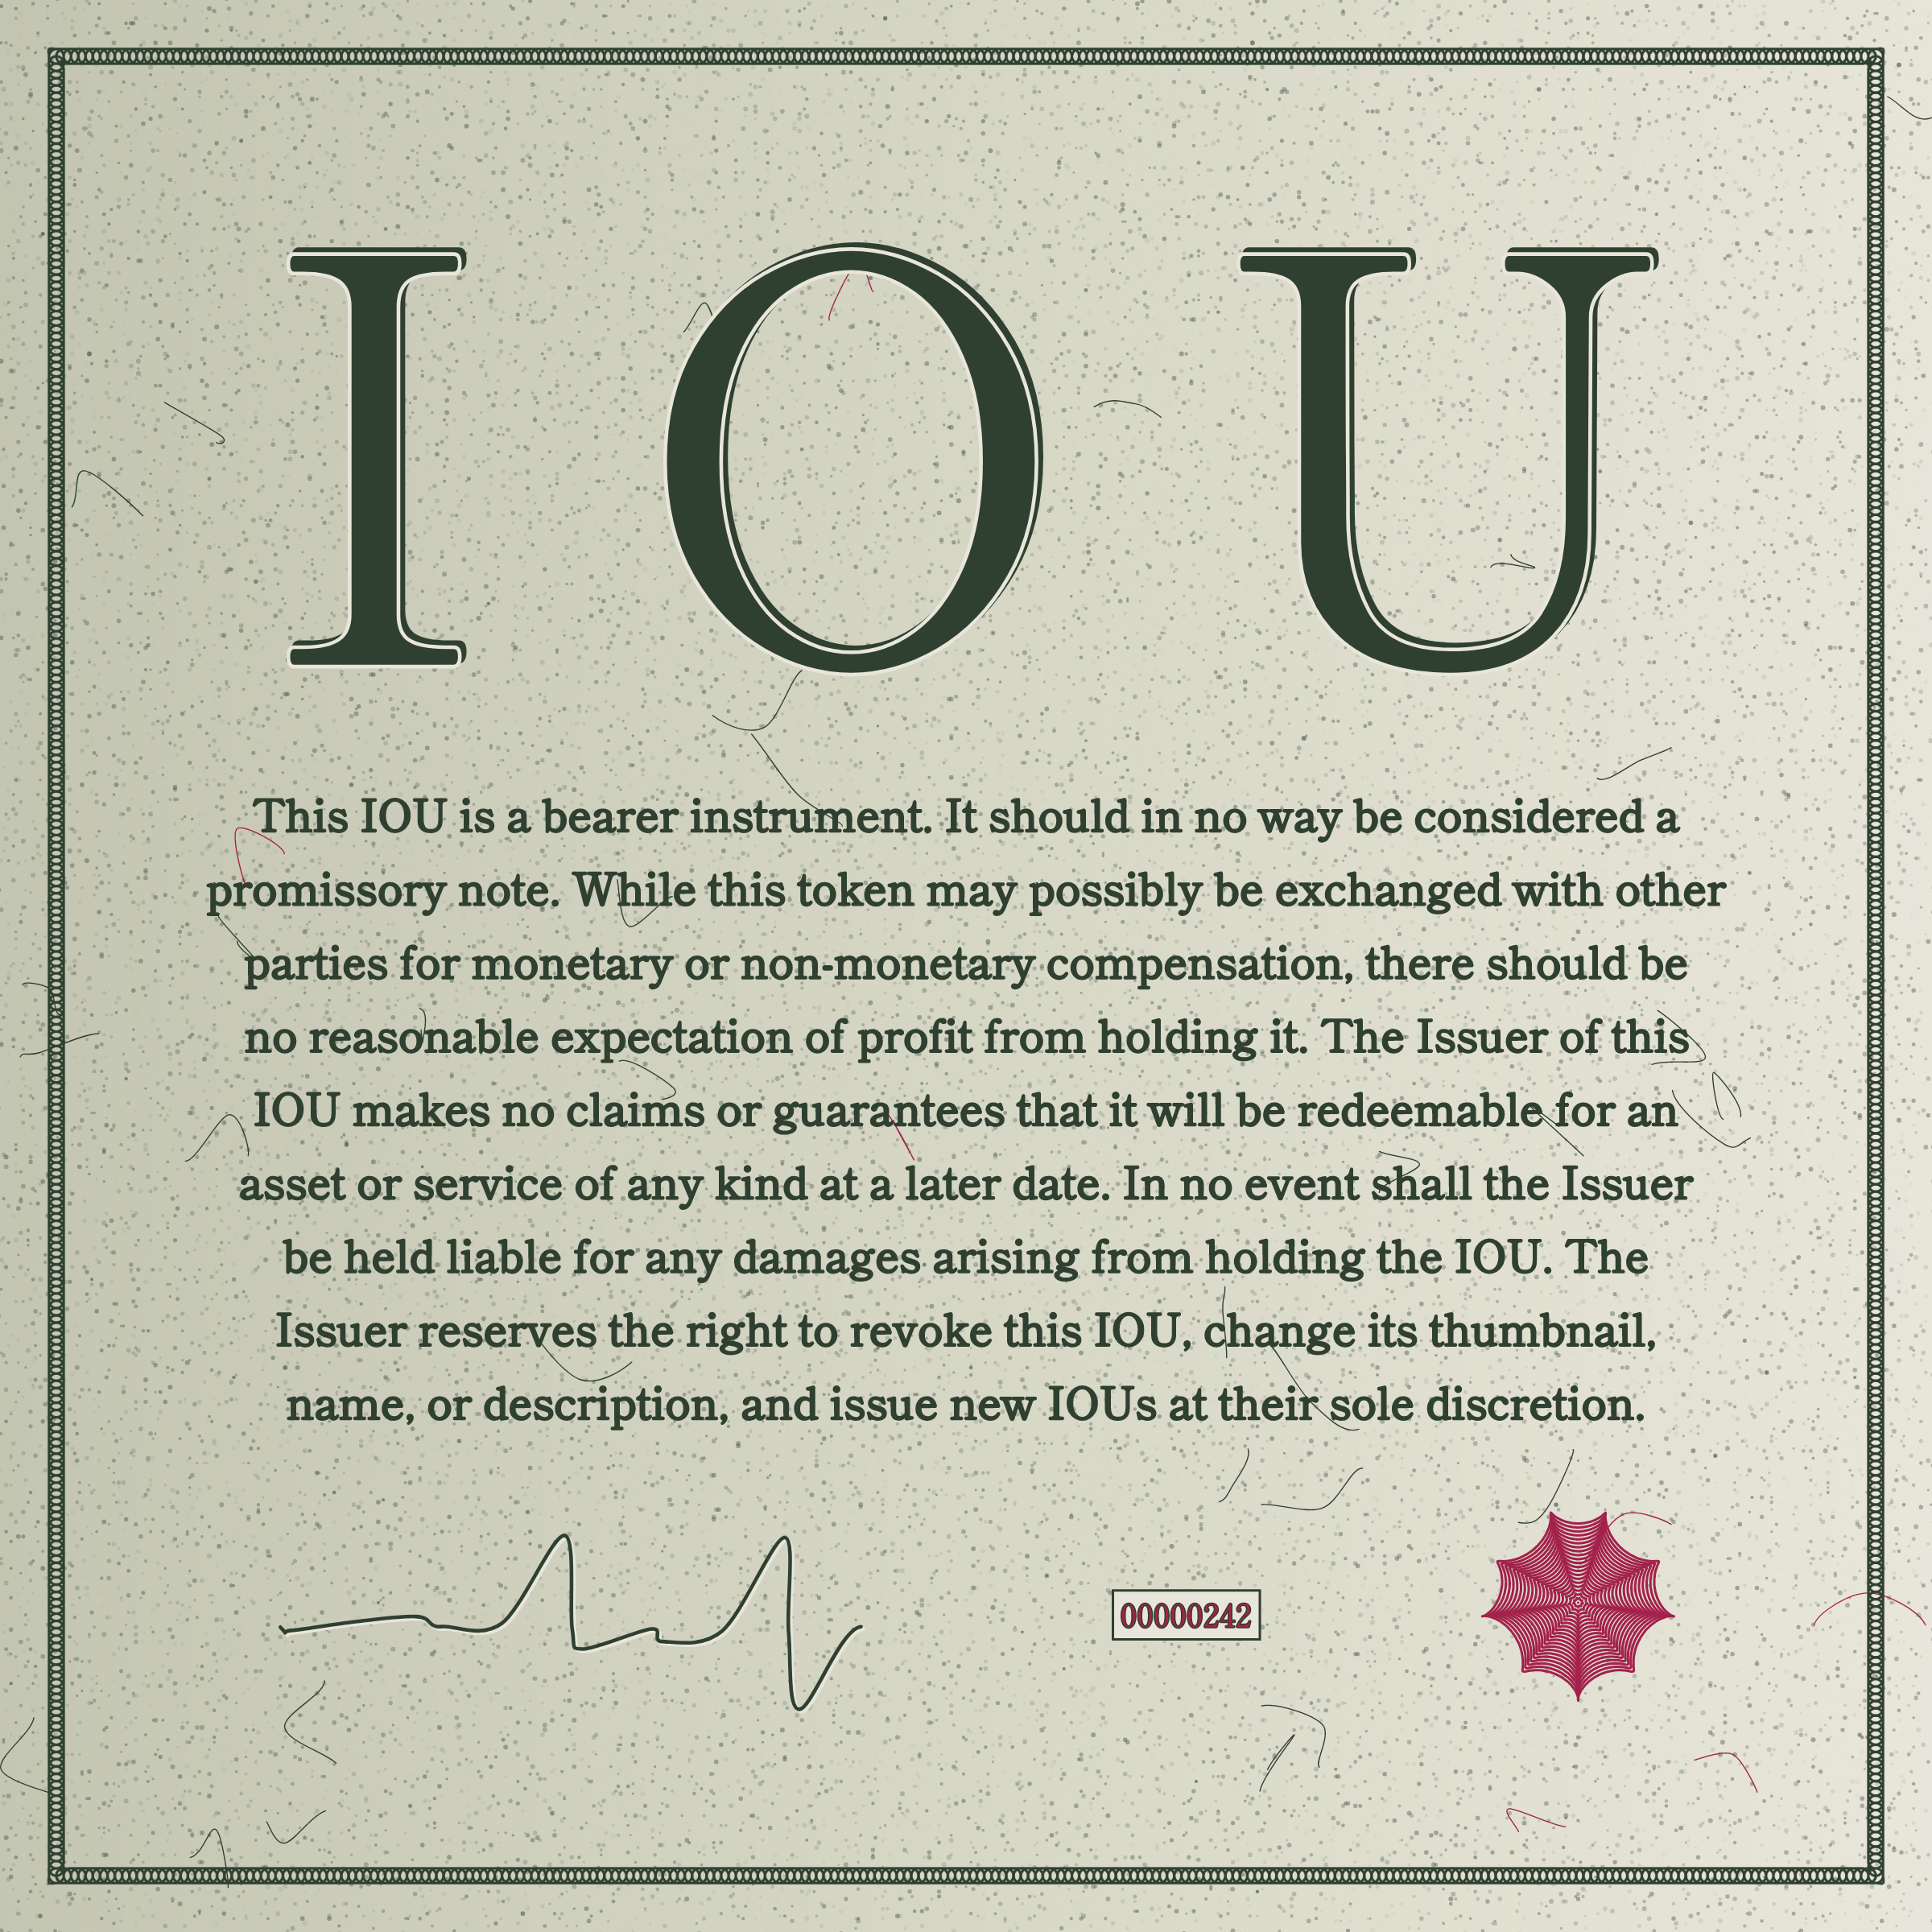 I O U
This IOU is a bearer instrument. It should in no way be considered a
promissory note. While this token may possibly be exchanged with other
parties for monetary or non-monetary compensation, there should be
no reasonable expectation of profit from holding it. The Issuer of this
IOU makes no claims or guarantees that it will be redeemable for an
asset or service of any kind at a later date. In no event shall the Issuer
be held liable for any damages arising from holding the IOU. The
Issuer reserves the right to revoke this IOU, change its thumbnail,
name, or description, and issue new IOUs at their sole discretion.
00000242